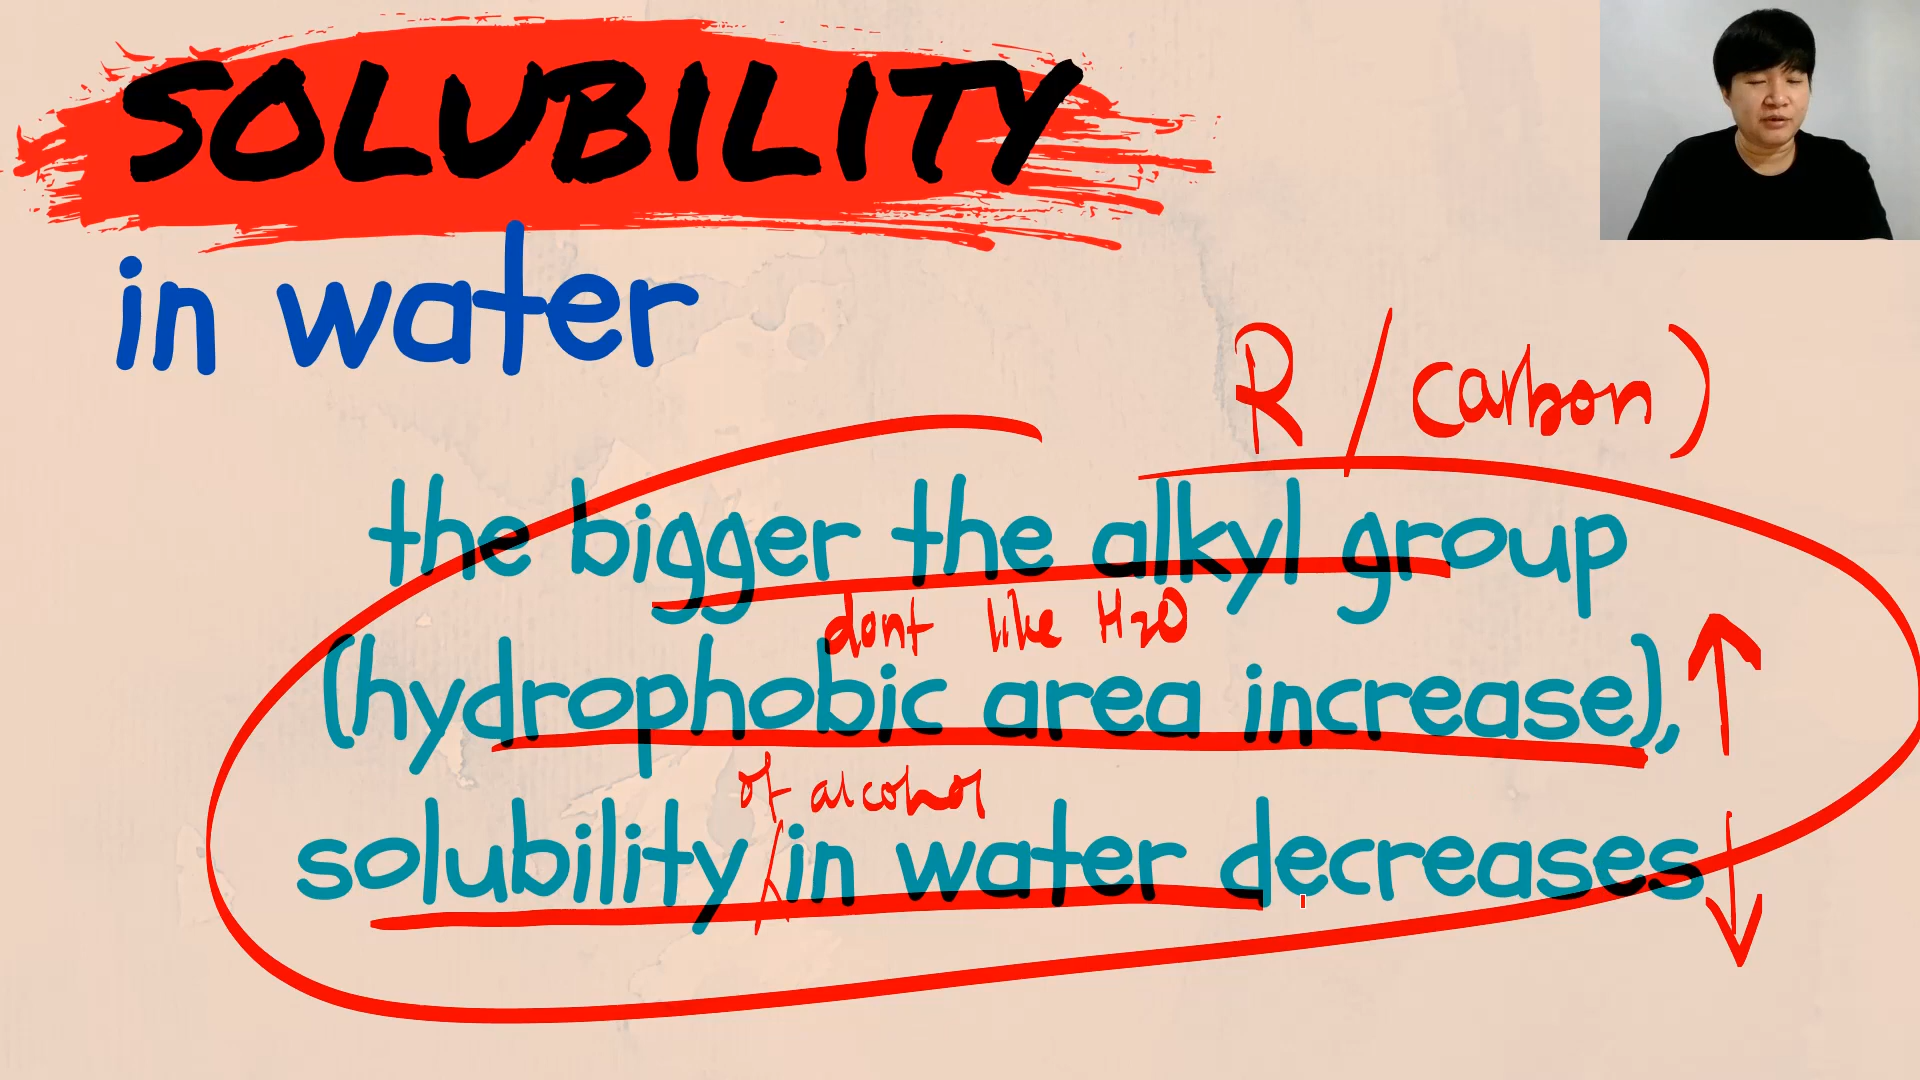 SOLUBILITY
in water
R / carbon)
the bigger the alkyl group
dont like H2O
(hydrophobic area increase),
of alcohol
solubility in water decreases